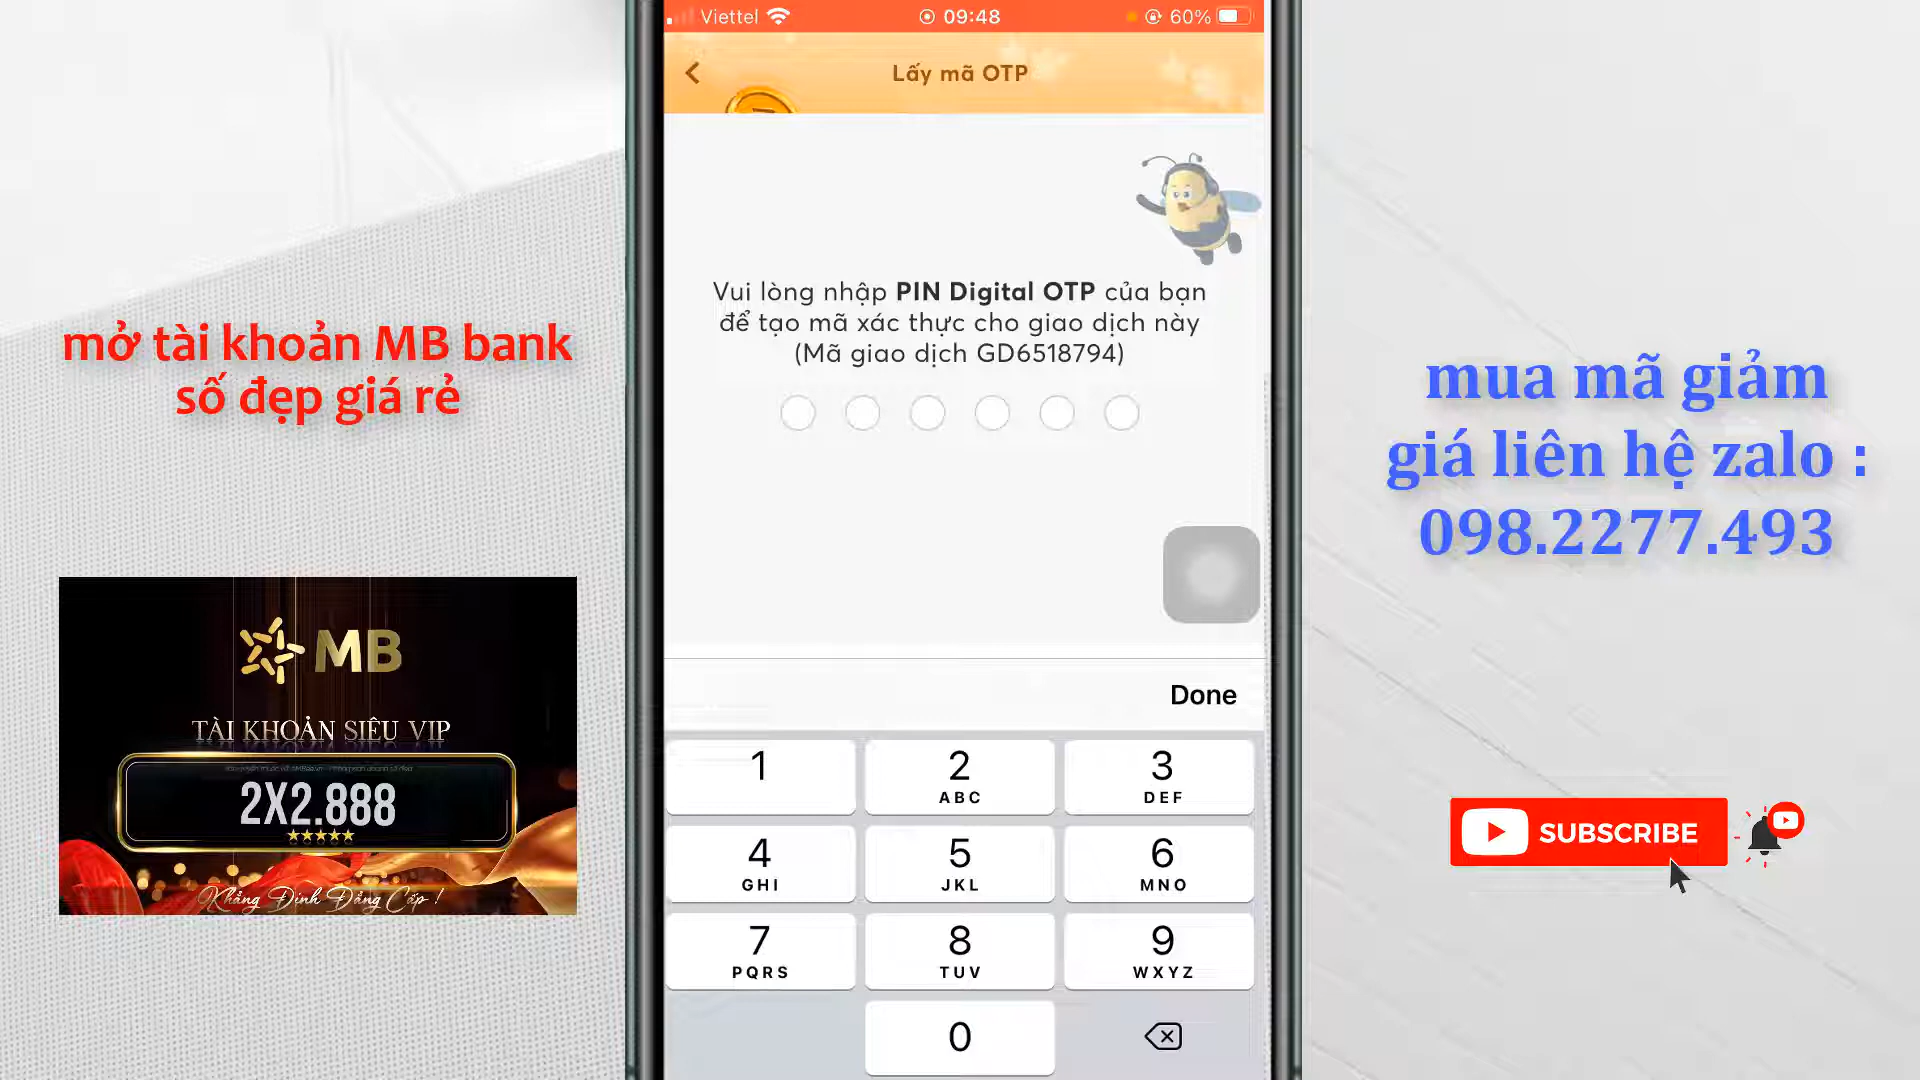 Viettel 09:48 60%
Lấy mã OTP
Vui lòng nhập PIN Digital OTP của bạn
để tạo mã xác thực cho giao dịch này
(Mã giao dịch GD6518794)
Done
1
2
ABC
3
DEF
4
GHI
5
JKL
6
MNO
7
PQRS
8
TUV
9
WXYZ
0
mở tài khoản MB bank
số đẹp giá rẻ
MB
TÀI KHOẢN SIÊU VIP
2X2.888
Khẳng Định Đẳng Cấp !
mua mã giảm
giá liên hệ zalo :
098.2277.493
SUBSCRIBE